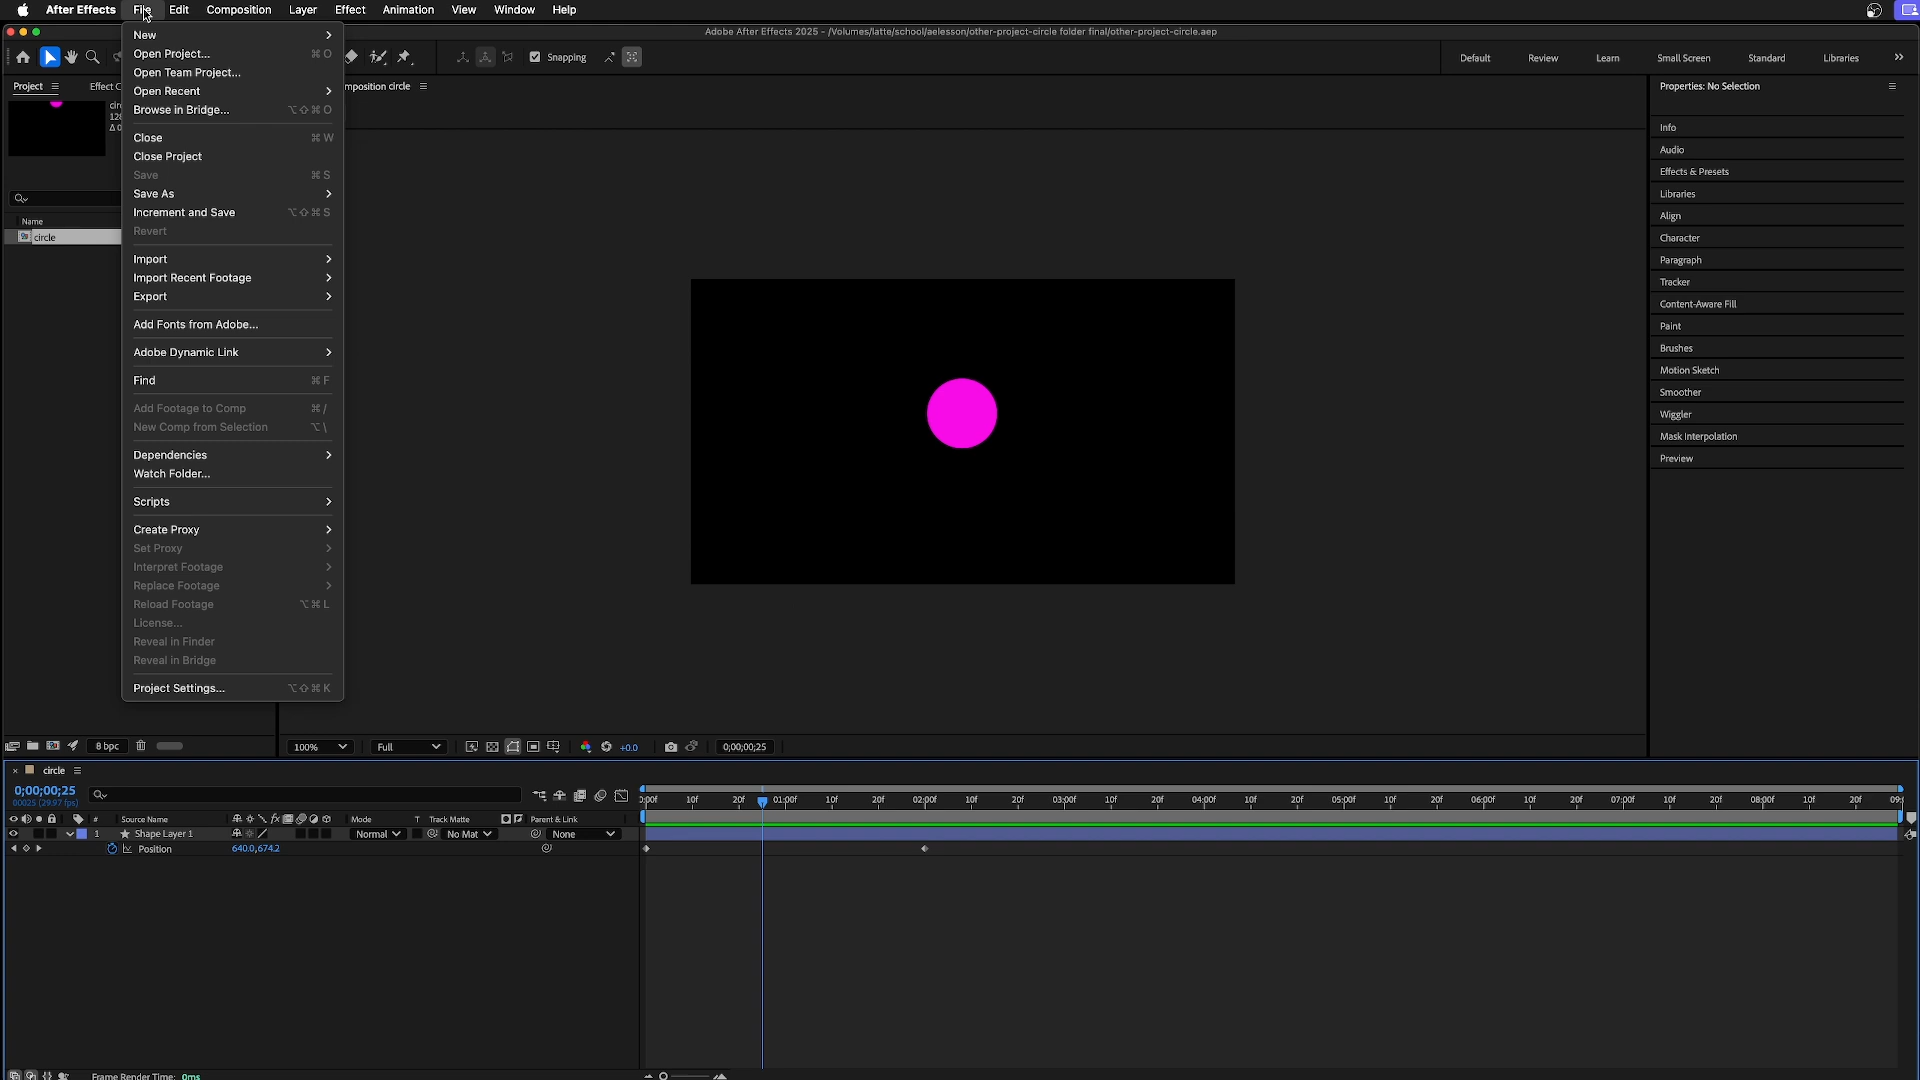 After Effects File Edit Composition Layer Effect Animation View Window Help
Adobe After Effects 2025 - /Volumes/latte/school/aelesson/other-project-circle folder final/other-project-circle.aep
Snapping
Default Review Learn Small Screen Standard Libraries
Project Effect C
New
Open Project... ⌘ O
Open Team Project...
Open Recent
Browse in Bridge... ⌥⇧⌘ O
Close ⌘ W
Close Project
Save ⌘ S
Save As
Increment and Save ⌥⇧⌘ S
Revert
Import
Import Recent Footage
Export
Add Fonts from Adobe...
Adobe Dynamic Link
Find ⌘ F
Add Footage to Comp ⌘ /
New Comp from Selection ⌥ \
Dependencies
Watch Folder...
Scripts
Create Proxy
Set Proxy
Interpret Footage
Replace Footage
Reload Footage ⌥⌘ L
License...
Reveal in Finder
Reveal in Bridge
Project Settings... ⌥⇧⌘ K
mposition circle
Name
circle
Properties: No Selection
Info
Audio
Effects & Presets
Libraries
Align
Character
Paragraph
Tracker
Content-Aware Fill
Paint
Brushes
Motion Sketch
Smoother
Wiggler
Mask Interpolation
Preview
8 bpc
100% Full +0.0 0;00;00;25
circle
0;00;00;25
00025 (29.97 fps)
0:00f 10f 20f 01:00f 10f 20f 02:00f 10f 20f 03:00f 10f 20f 04:00f 10f 20f 05:00f 10f 20f 06:00f 10f 20f 07:00f 10f 20f 08:00f 10f 20f 09:
# Source Name Mode T Track Matte Parent & Link
1 Shape Layer 1 Normal No Mat None
Position 640.0,674.2
Frame Render Time: 0ms